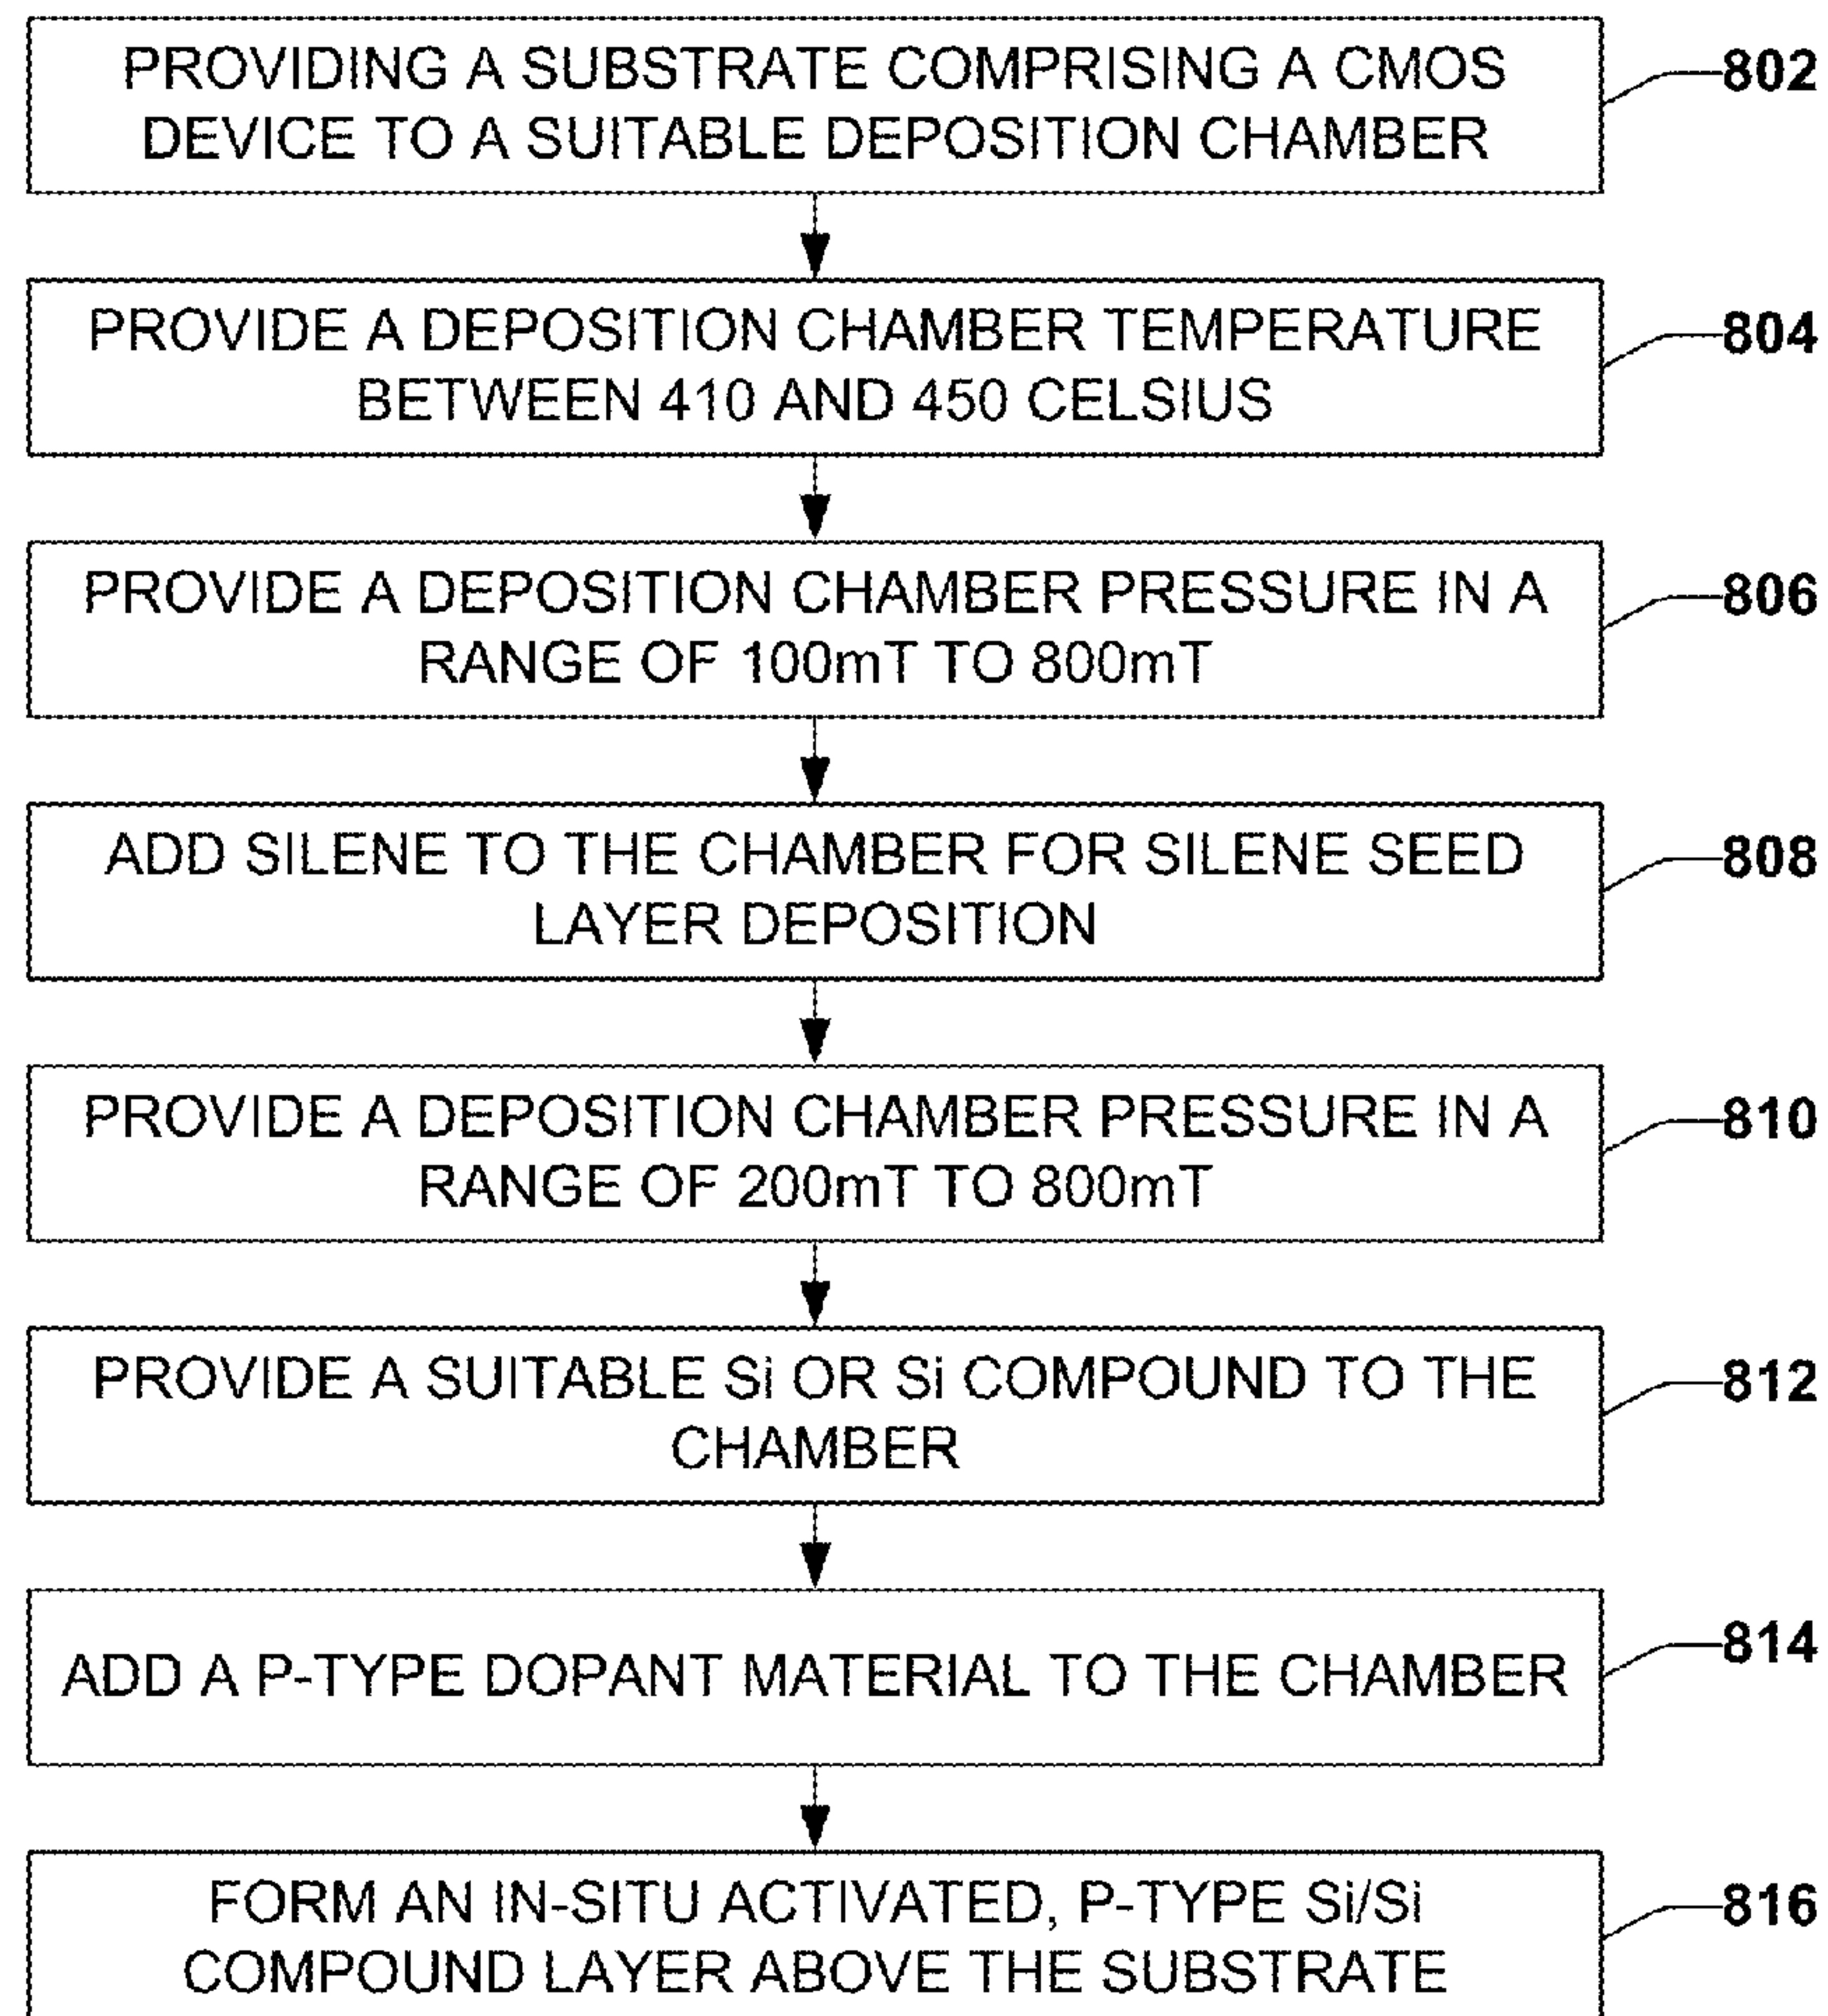 PROVIDING A SUBSTRATE COMPRISING A CMOS
DEVICE TO A SUITABLE DEPOSITION CHAMBER
802
PROVIDE A DEPOSITION CHAMBER TEMPERATURE
BETWEEN 410 AND 450 CELSIUS
804
PROVIDE A DEPOSITION CHAMBER PRESSURE IN A
RANGE OF 100mT TO 800mT
806
ADD SILENE TO THE CHAMBER FOR SILENE SEED
LAYER DEPOSITION
808
PROVIDE A DEPOSITION CHAMBER PRESSURE IN A
RANGE OF 200mT TO 800mT
810
PROVIDE A SUITABLE Si OR Si COMPOUND TO THE
CHAMBER
812
ADD A P-TYPE DOPANT MATERIAL TO THE CHAMBER
814
FORM AN IN-SITU ACTIVATED, P-TYPE Si/Si
COMPOUND LAYER ABOVE THE SUBSTRATE
816